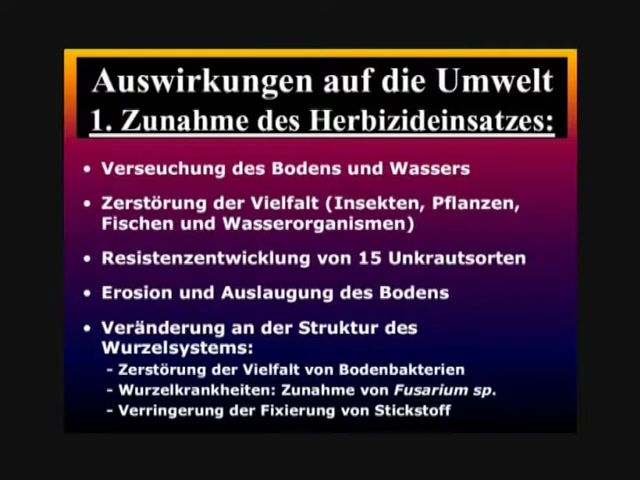 Auswirkungen auf die Umwelt
1. Zunahme des Herbizideinsatzes:
• Verseuchung des Bodens und Wassers
• Zerstörung der Vielfalt (Insekten, Pflanzen,
Fischen und Wasserorganismen)
• Resistenzentwicklung von 15 Unkrautsorten
• Erosion und Auslaugung des Bodens
• Veränderung an der Struktur des
Wurzelsystems:
- Zerstörung der Vielfalt von Bodenbakterien
- Wurzelkrankheiten: Zunahme von Fusarium sp.
- Verringerung der Fixierung von Stickstoff